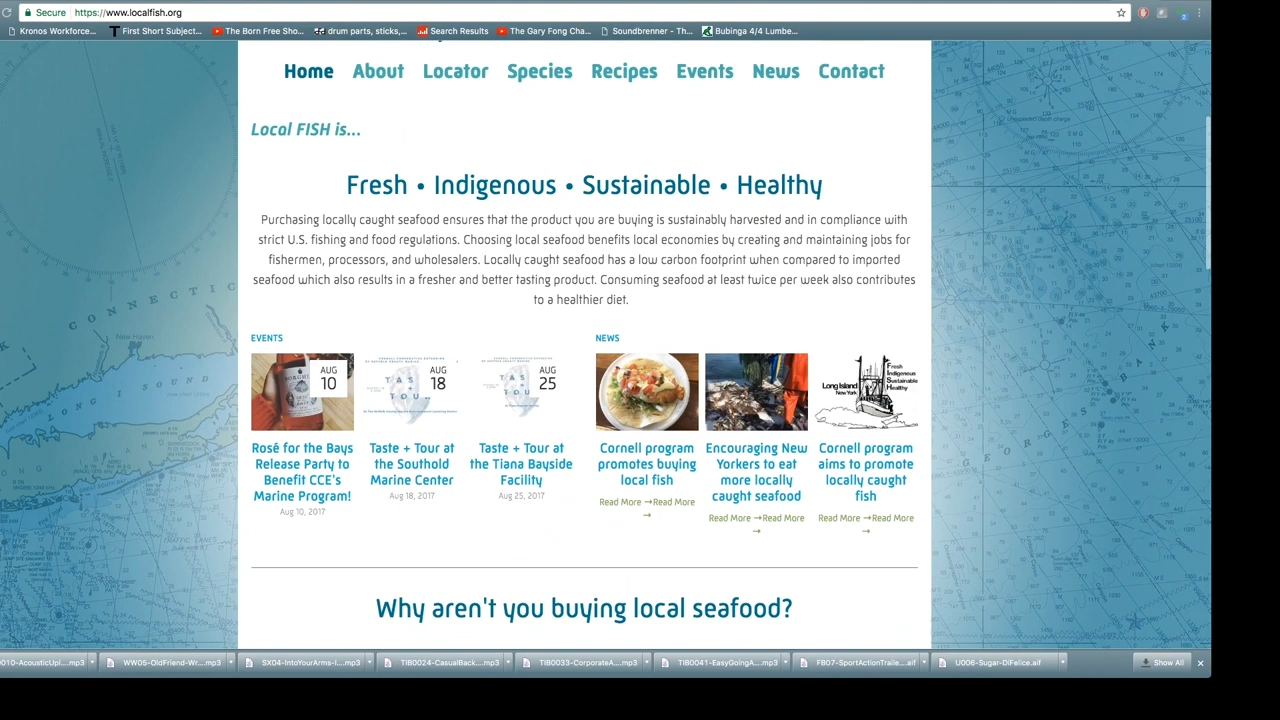 Secure https://www.localfish.org
Kronos Workforce... First Short Subject... The Born Free Sho... drum parts, sticks,... Search Results The Gary Fong Cha... Soundbrenner - Th... Bubinga 4/4 Lumbe...
Home About Locator Species Recipes Events News Contact
Local FISH is...
Fresh • Indigenous • Sustainable • Healthy
Purchasing locally caught seafood ensures that the product you are buying is sustainably harvested and in compliance with
strict U.S. fishing and food regulations. Choosing local seafood benefits local economies by creating and maintaining jobs for
fishermen, processors, and wholesalers. Locally caught seafood has a low carbon footprint when compared to imported
seafood which also results in a fresher and better tasting product. Consuming seafood at least twice per week also contributes
to a healthier diet.
EVENTS
AUG
10
Rosé for the Bays
Release Party to
Benefit CCE's
Marine Program!
Aug 10, 2017
AUG
18
Taste + Tour at
the Southold
Marine Center
Aug 18, 2017
AUG
25
Taste + Tour at
the Tiana Bayside
Facility
Aug 25, 2017
NEWS
Cornell program
promotes buying
local fish
Read More →Read More
→
Encouraging New
Yorkers to eat
more locally
caught seafood
Read More →Read More
→
Long Island
New York
Fresh
Indigenous
Sustainable
Healthy
Cornell program
aims to promote
locally caught
fish
Read More →Read More
→
Why aren't you buying local seafood?
CONNECTIC
New Haven
LONG
SOUND
GEORGE
0010-AcousticUpl....mp3 WW05-OldFriend-Wr....mp3 SX04-IntoYourArms-I....mp3 TIB0024-CasualBack....mp3 TIB0033-CorporateA....mp3 TIB0041-EasyGoingA....mp3 FB07-SportActionTraile....aif U006-Sugar-DiFelice.aif Show All